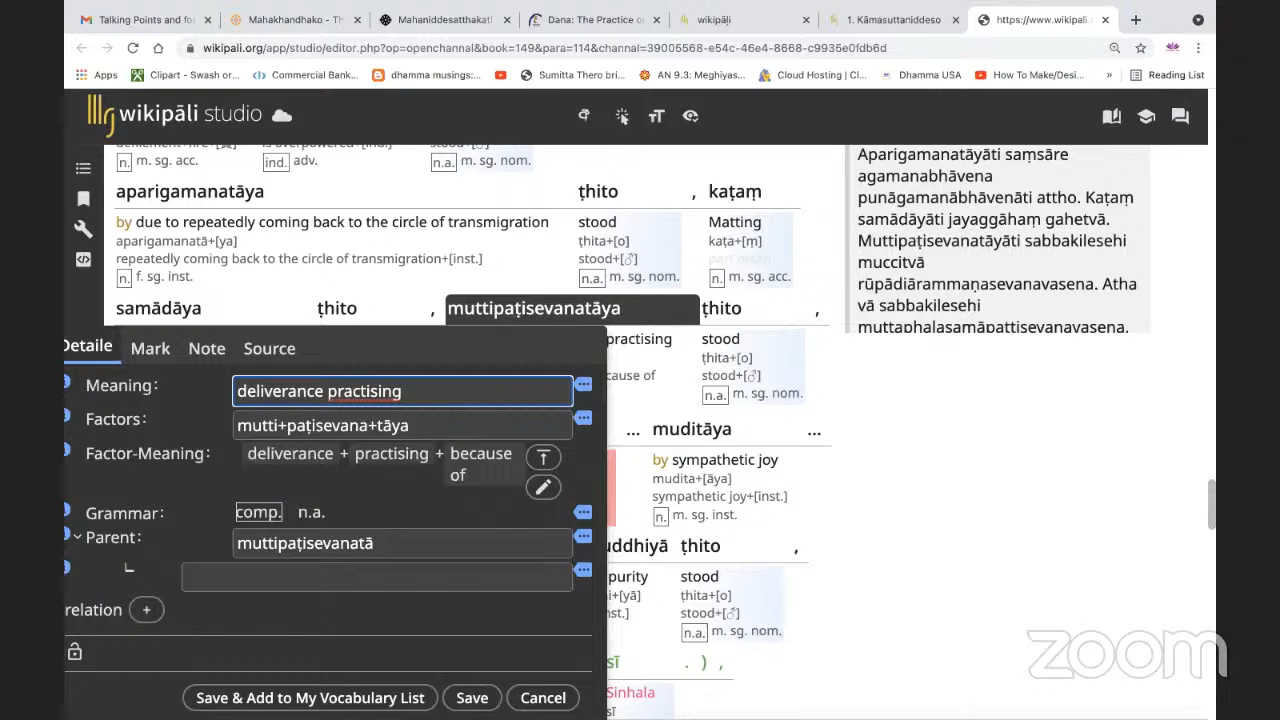 Talking Points and fo
Mahakhandhako - Th
Mahaniddesatthakat
Dana: The Practice o
wikipāḷi
1. Kāmasuttaniddeso
https://www.wikipali.
wikipali.org/app/studio/editor.php?op=openchannel&book=149&para=114&channel=39005568-e54c-46e4-8668-c9935e0fdb6d
Apps
Clipart - Swash or...
Commercial Bank...
dhamma musings:...
Sumitta Thero bri...
AN 9.3: Meghiyas...
Cloud Hosting | Cl...
Dhamma USA
How To Make/Desi...
»
Reading List
wikipāli studio
n. m. sg. acc.
ind. adv.
n.a. m. sg. nom.
aparigamanatāya ṭhito , kaṭaṃ
by due to repeatedly coming back to the circle of transmigration
stood
Matting
aparigamanatā+[ya]
ṭhita+[o]
kaṭa+[ṃ]
repeatedly coming back to the circle of transmigration+[inst.]
stood+[♂]
part mean
n. f. sg. inst.
n.a. m. sg. nom.
n. m. sg. acc.
samādāya ṭhito , muttipaṭisevanatāya ṭhito ,
practising
stood
ṭhita+[o]
cause of
stood+[♂]
n.a. m. sg. nom.
... muditāya ...
by sympathetic joy
mudita+[āya]
sympathetic joy+[inst.]
n. m. sg. inst.
uddhiyā ṭhito ,
purity
stood
i+[yā]
ṭhita+[o]
nst.]
stood+[♂]
n.a. m. sg. nom.
sī . ) ,
Sinhala
sī
Detaile
Mark
Note
Source
Meaning: deliverance practising
Factors: mutti+paṭisevana+tāya
Factor-Meaning: deliverance + practising + because
of
Grammar: comp. n.a.
Parent: muttipaṭisevanatā
relation +
Save & Add to My Vocabulary List
Save
Cancel
Aparigamanatāyāti saṃsāre
agamanabhāvena
punāgamanābhāvenāti attho. Kaṭaṃ
samādāyāti jayaggāhaṃ gahetvā.
Muttipaṭisevanatāyāti sabbakilesehi
muccitvā
rūpādiārammaṇasevanavasena. Atha
vā sabbakilesehi
muttaphalasamāpattisevanavasena.
zoom